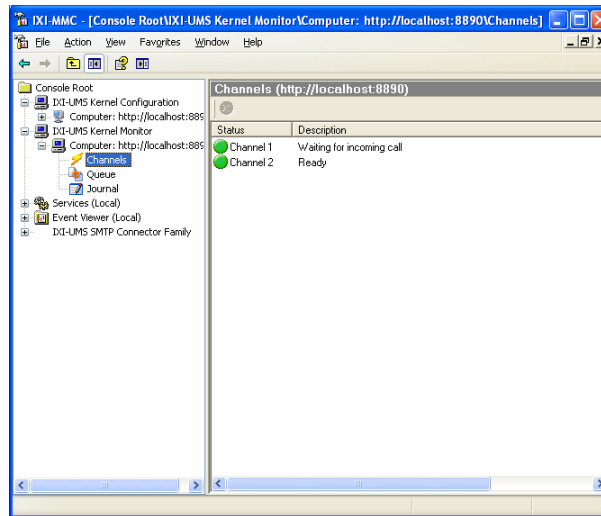 IXI-MMC - [Console Root\IXI-UMS Kernel Monitor\Computer: http://localhost:8890\Channels]
File Action View Favorites Window Help
Console Root
IXI-UMS Kernel Configuration
Computer: http://localhost:889
IXI-UMS Kernel Monitor
Computer: http://localhost:889
Channels
Queue
Journal
Services (Local)
Event Viewer (Local)
IXI-UMS SMTP Connector Family
Channels (http://localhost:8890)
Status Description
Channel 1 Waiting for incoming call
Channel 2 Ready